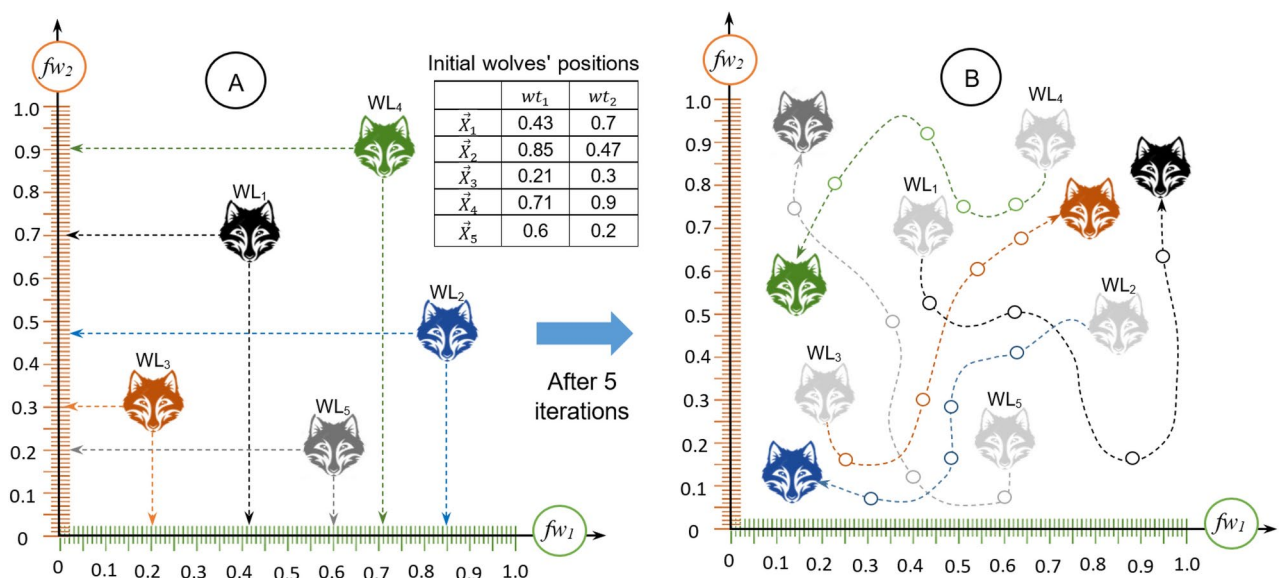 fw₂
A
Initial wolves' positions
wt₁ wt₂
X⃗₁ 0.43 0.7
X⃗₂ 0.85 0.47
X⃗₃ 0.21 0.3
X⃗₄ 0.71 0.9
X⃗₅ 0.6 0.2
1.0
0.9
0.8
0.7
0.6
0.5
0.4
0.3
0.2
0.1
0
WL₄
WL₁
WL₂
WL₃
WL₅
0 0.1 0.2 0.3 0.4 0.5 0.6 0.7 0.8 0.9 1.0
fw₁
After 5
iterations
fw₂
B
1.0
0.9
0.8
0.7
0.6
0.5
0.4
0.3
0.2
0.1
0
WL₄
WL₁
WL₂
WL₃
WL₅
0 0.1 0.2 0.3 0.4 0.5 0.6 0.7 0.8 0.9 1.0
fw₁